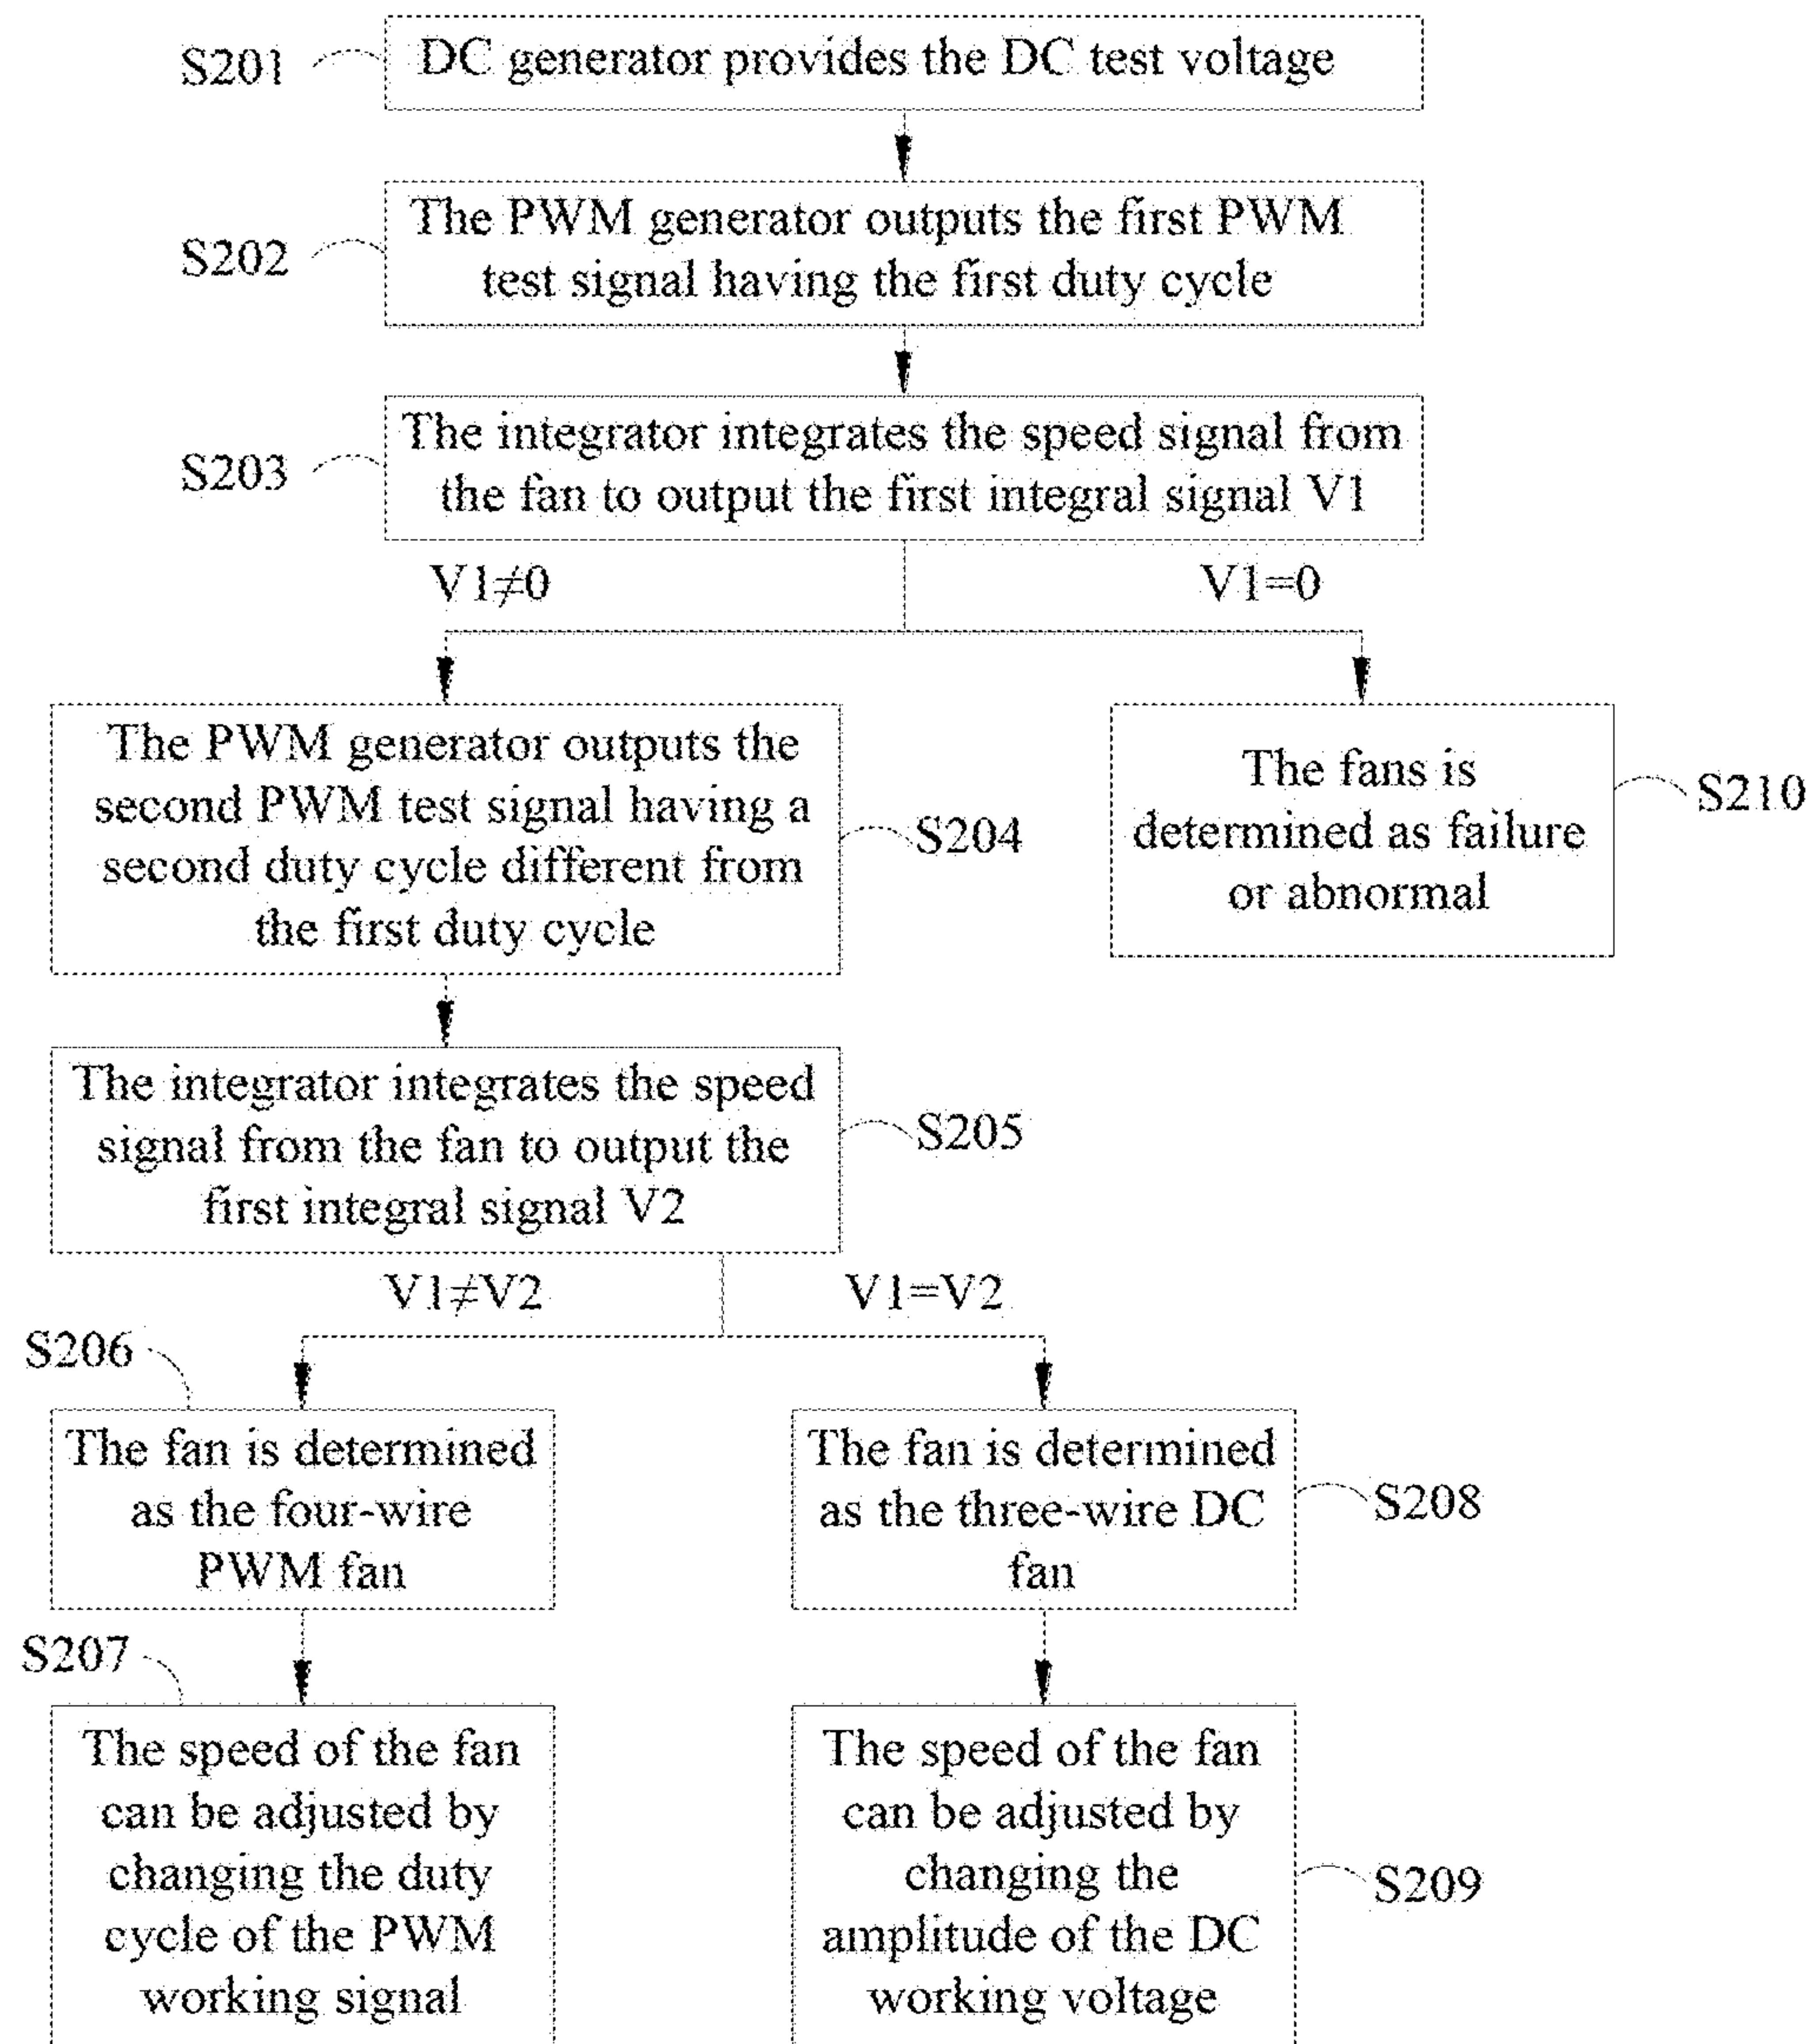 S201
DC generator provides the DC test voltage
S202
The PWM generator outputs the first PWM
test signal having the first duty cycle
S203
The integrator integrates the speed signal from
the fan to output the first integral signal V1
V1≠0
V1=0
The PWM generator outputs the
second PWM test signal having a
second duty cycle different from
the first duty cycle
S204
The fans is
determined as failure
or abnormal
S210
The integrator integrates the speed
signal from the fan to output the
first integral signal V2
S205
V1≠V2
V1=V2
S206
The fan is determined
as the four-wire
PWM fan
The fan is determined
as the three-wire DC
fan
S208
S207
The speed of the fan
can be adjusted by
changing the duty
cycle of the PWM
working signal
The speed of the fan
can be adjusted by
changing the
amplitude of the DC
working voltage
S209